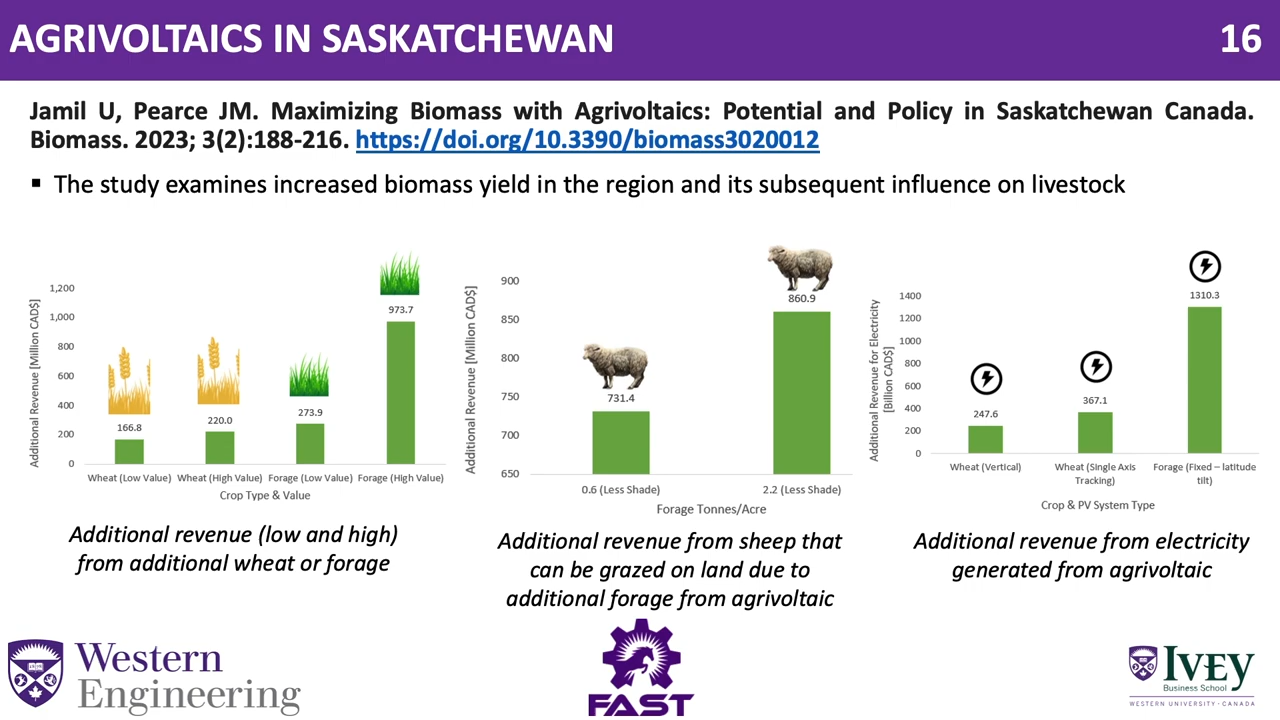 AGRIVOLTAICS IN SASKATCHEWAN
16
Jamil U, Pearce JM. Maximizing Biomass with Agrivoltaics: Potential and Policy in Saskatchewan Canada.
Biomass. 2023; 3(2):188-216. https://doi.org/10.3390/biomass3020012
▪ The study examines increased biomass yield in the region and its subsequent influence on livestock
Additional Revenue [Million CAD$]
1,200
1,000
800
600
400
200
0
166.8
220.0
273.9
973.7
Wheat (Low Value)
Wheat (High Value)
Forage (Low Value)
Forage (High Value)
Crop Type & Value
Additional revenue (low and high)
from additional wheat or forage
Additional Revenue [Million CAD$]
900
850
800
750
700
650
731.4
860.9
0.6 (Less Shade)
2.2 (Less Shade)
Forage Tonnes/Acre
Additional revenue from sheep that
can be grazed on land due to
additional forage from agrivoltaic
Additional Revenue for Electricity
[Billion CAD$]
1400
1200
1000
800
600
400
200
0
247.6
367.1
1310.3
Wheat (Vertical)
Wheat (Single Axis
Tracking)
Forage (Fixed – latitude
tilt)
Crop & PV System Type
Additional revenue from electricity
generated from agrivoltaic
Western
Engineering
FAST
IVEY
Business School
WESTERN UNIVERSITY · CANADA